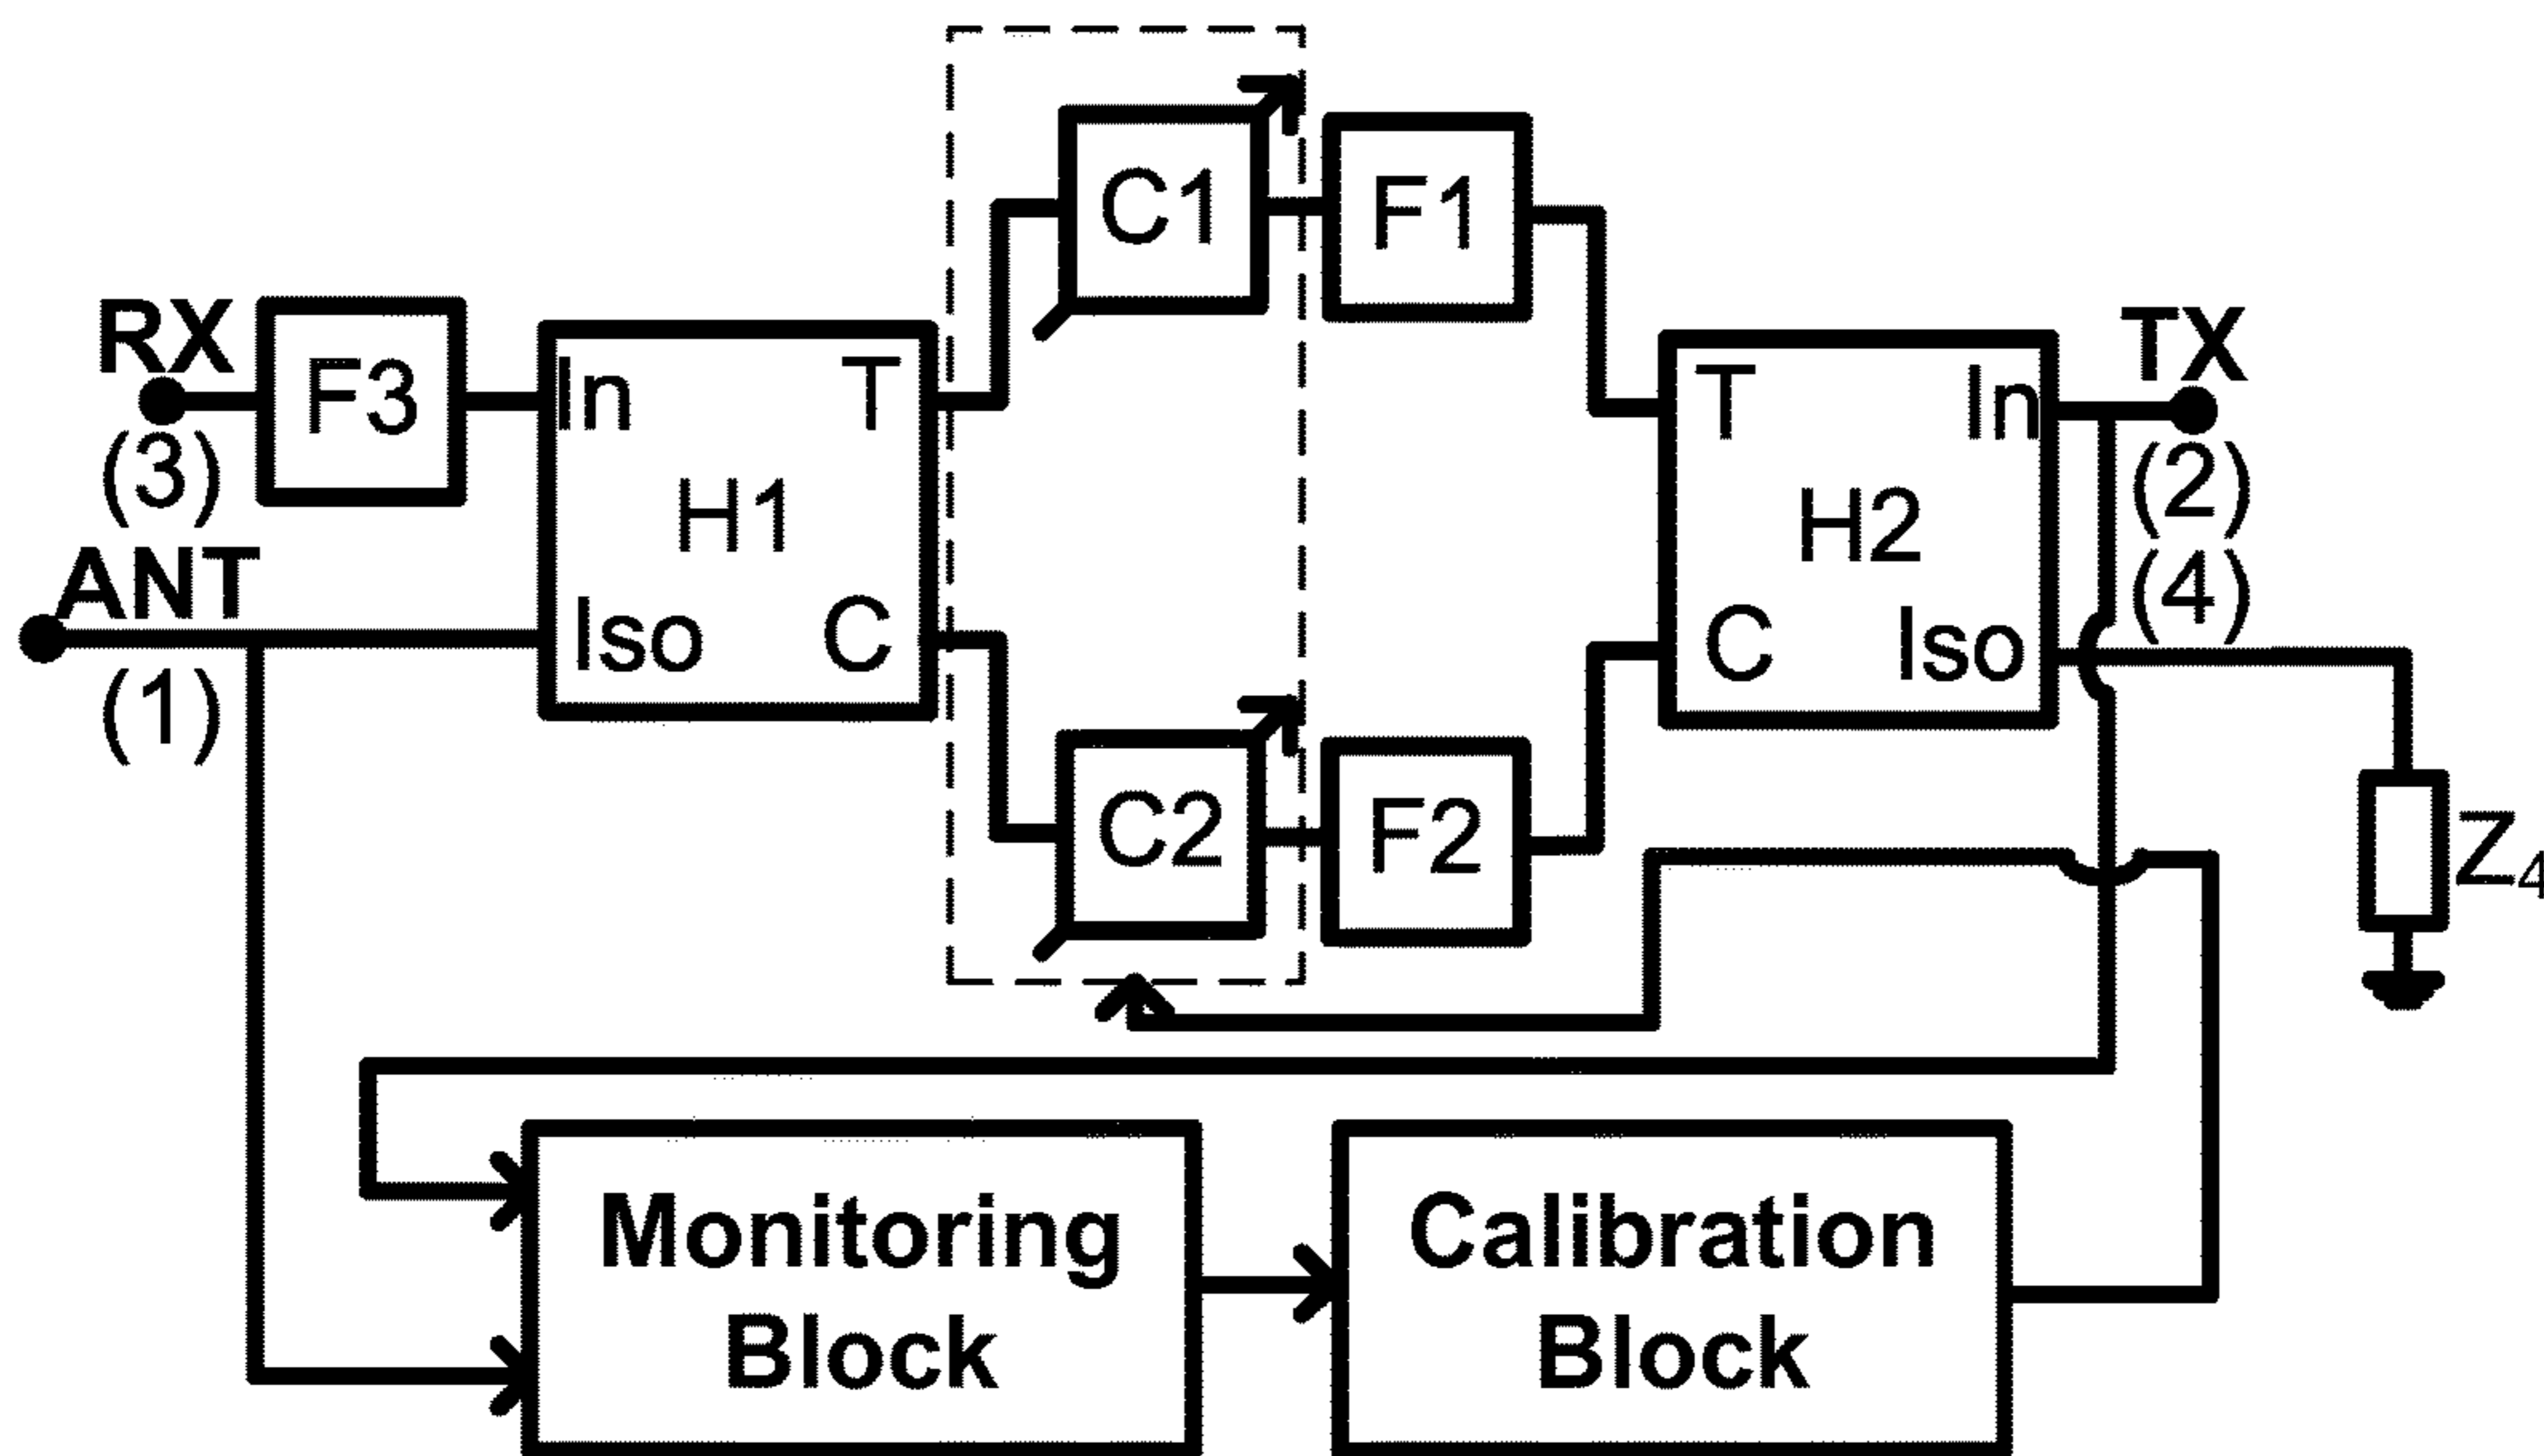 C1
F1
RX
F3
(3)
In
T
H1
Iso
C
ANT
(1)
T
In
H2
C
Iso
TX
(2)
(4)
C2
F2
Z4
Monitoring
Block
Calibration
Block